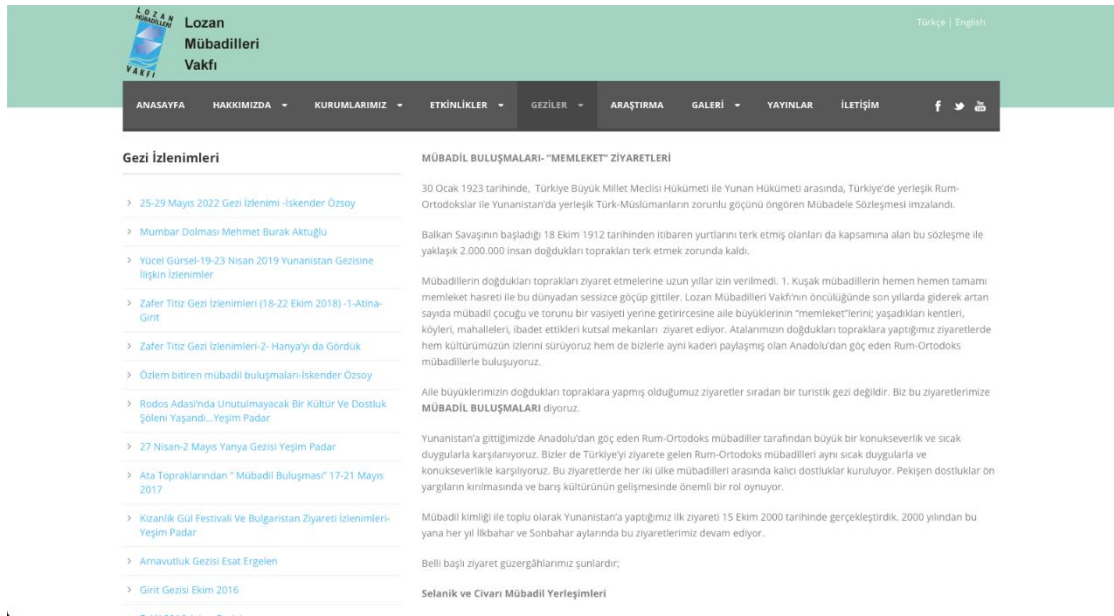 LOZAN
MÜBADİLLERİ
VAKFI
Lozan
Mübadilleri
Vakfı
Türkçe | English
ANASAYFA HAKKIMIZDA KURUMLARIMIZ ETKİNLİKLER GEZİLER ARAŞTIRMA GALERİ YAYINLAR İLETİŞİM
Gezi İzlenimleri
25-29 Mayıs 2022 Gezi İzlenimi -İskender Özsoy
Mumbar Dolması Mehmet Burak Aktuğlu
Yücel Gürsel-19-23 Nisan 2019 Yunanistan Gezisine
İlişkin İzlenimler
Zafer Titiz Gezi İzlenimleri (18-22 Ekim 2018) -1-Atina-
Girit
Zafer Titiz Gezi İzlenimleri-2- Hanya'yı da Gördük
Özlem bitiren mübadil buluşmaları-İskender Özsoy
Rodos Adasi'nda Unutulmayacak Bir Kültür Ve Dostluk
Şöleni Yaşandı...Yeşim Padar
27 Nisan-2 Mayıs Yanya Gezisi Yeşim Padar
Ata Topraklarından " Mübadil Buluşması" 17-21 Mayıs
2017
Kizanlik Gül Festivali Ve Bulgaristan Ziyareti İzlenimleri-
Yeşim Padar
Arnavutluk Gezisi Esat Ergelen
Girit Gezisi Ekim 2016
MÜBADİL BULUŞMALARI- "MEMLEKET" ZİYARETLERİ
30 Ocak 1923 tarihinde, Türkiye Büyük Millet Meclisi Hükümeti ile Yunan Hükümeti arasında, Türkiye'de yerleşik Rum-
Ortodokslar ile Yunanistan'da yerleşik Türk-Müslümanların zorunlu göçünü öngören Mübadele Sözleşmesi imzalandı.
Balkan Savaşının başladığı 18 Ekim 1912 tarihinden itibaren yurtlarını terk etmiş olanları da kapsamına alan bu sözleşme ile
yaklaşık 2.000.000 insan doğdukları toprakları terk etmek zorunda kaldı.
Mübadillerin doğdukları toprakları ziyaret etmelerine uzun yıllar izin verilmedi. 1. Kuşak mübadillerin hemen hemen tamamı
memleket hasreti ile bu dünyadan sessizce göçüp gittiler. Lozan Mübadilleri Vakfı'nın öncülüğünde son yıllarda giderek artan
sayıda mübadil çocuğu ve torunu bir vasiyeti yerine getirircesine aile büyüklerinin "memleket"lerini; yaşadıkları kentleri,
köyleri, mahalleleri, ibadet ettikleri kutsal mekanları ziyaret ediyor. Atalarımızın doğdukları topraklara yaptığımız ziyaretlerde
hem kültürümüzün izlerini sürüyoruz hem de bizlerle ayni kaderi paylaşmış olan Anadolu'dan göç eden Rum-Ortodoks
mübadillerle buluşuyoruz.
Aile büyüklerimizin doğdukları topraklara yapmış olduğumuz ziyaretler sıradan bir turistik gezi değildir. Biz bu ziyaretlerimize
MÜBADİL BULUŞMALARI diyoruz.
Yunanistan'a gittiğimizde Anadolu'dan göç eden Rum-Ortodoks mübadiller tarafından büyük bir konukseverlik ve sıcak
duygularla karşılanıyoruz. Bizler de Türkiye'yi ziyarete gelen Rum-Ortodoks mübadilleri aynı sıcak duygularla ve
konukseverlikle karşılıyoruz. Bu ziyaretlerde her iki ülke mübadilleri arasında kalıcı dostluklar kuruluyor. Pekişen dostluklar ön
yargıların kırılmasında ve barış kültürünün gelişmesinde önemli bir rol oynuyor.
Mübadil kimliği ile toplu olarak Yunanistan'a yaptığımız ilk ziyareti 15 Ekim 2000 tarihinde gerçekleştirdik. 2000 yılından bu
yana her yıl İlkbahar ve Sonbahar aylarında bu ziyaretlerimiz devam ediyor.
Belli başlı ziyaret güzergâhlarımız şunlardır;
Selanik ve Civarı Mübadil Yerleşimleri